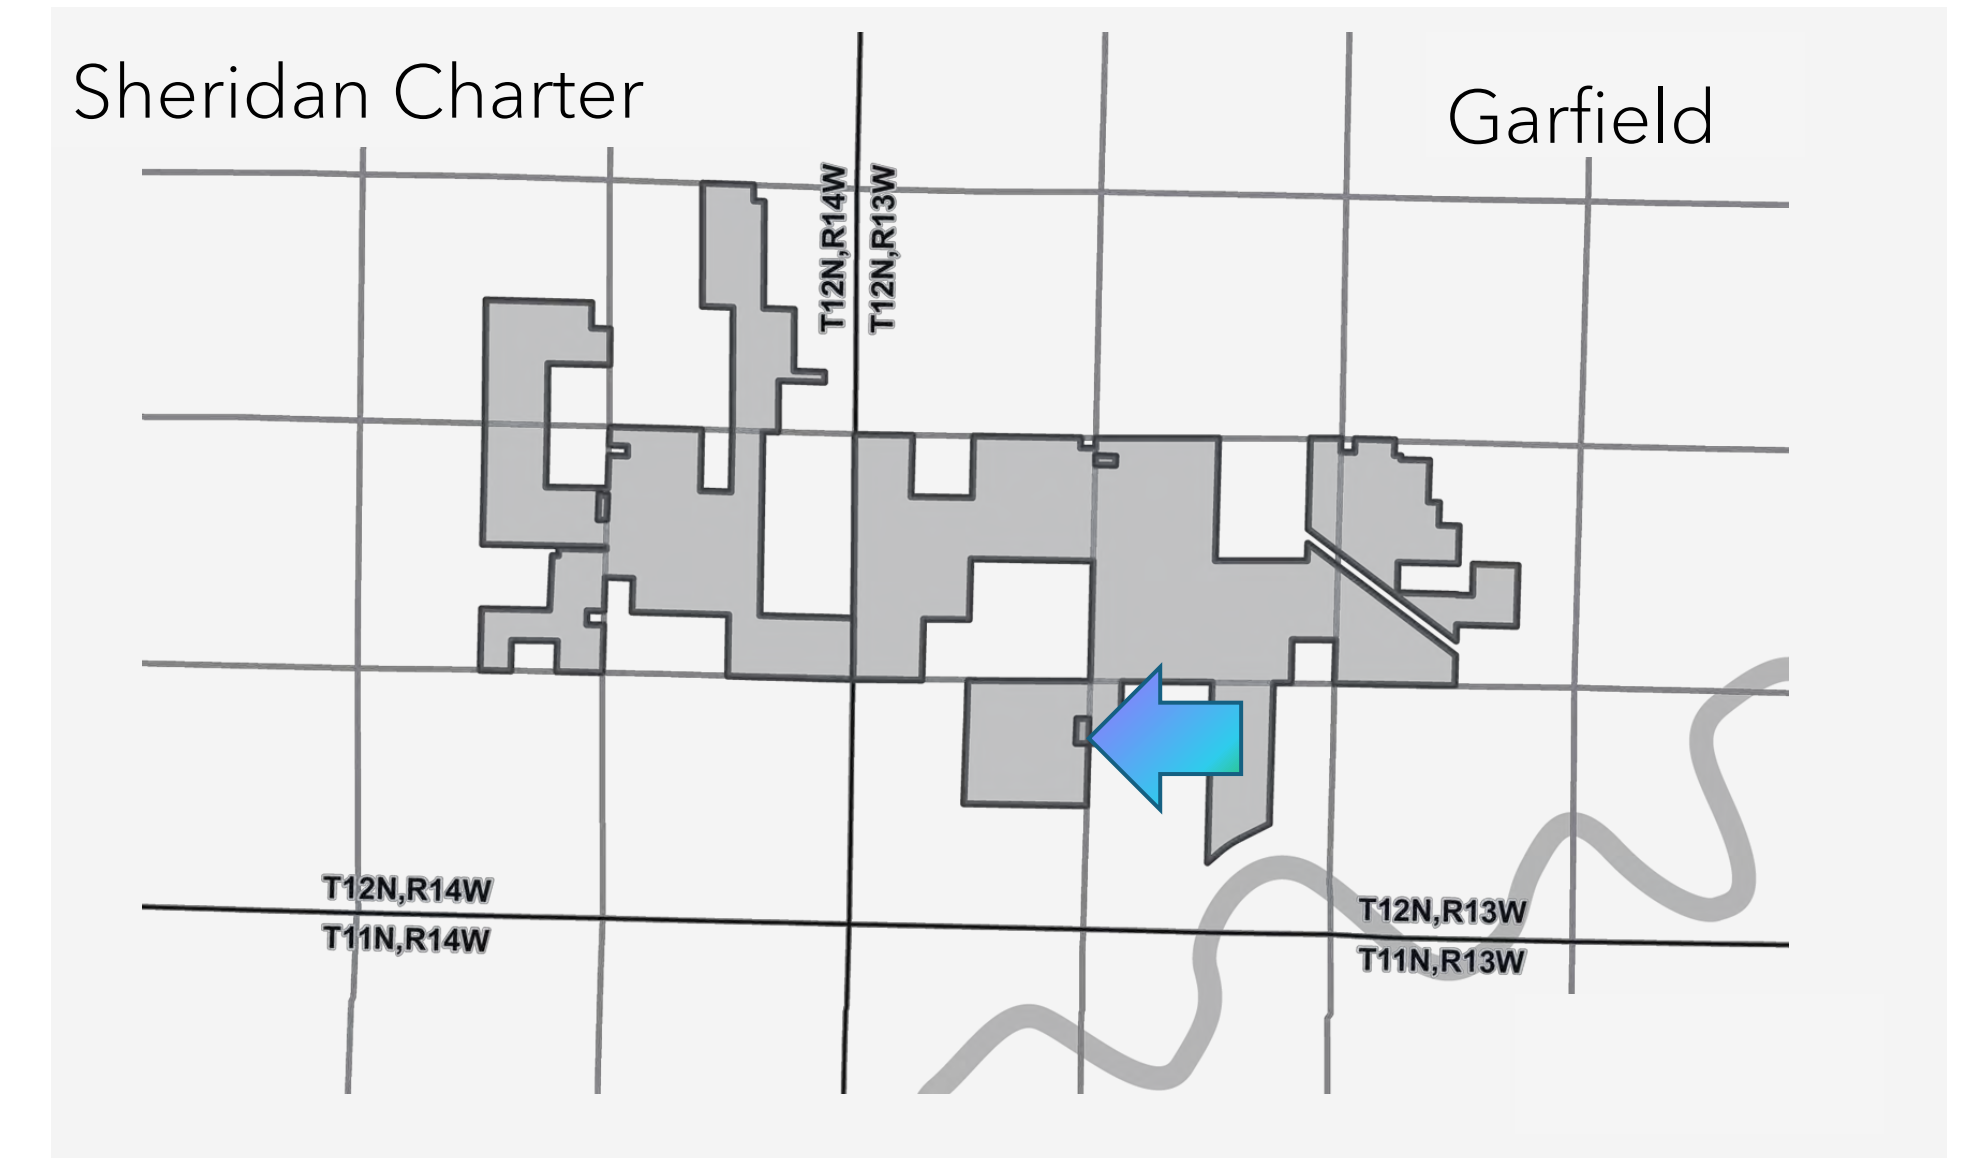 Sheridan Charter
Garfield
T12N,R14W
T12N,R13W
T12N,R14W
T11N,R14W
T12N,R13W
T11N,R13W